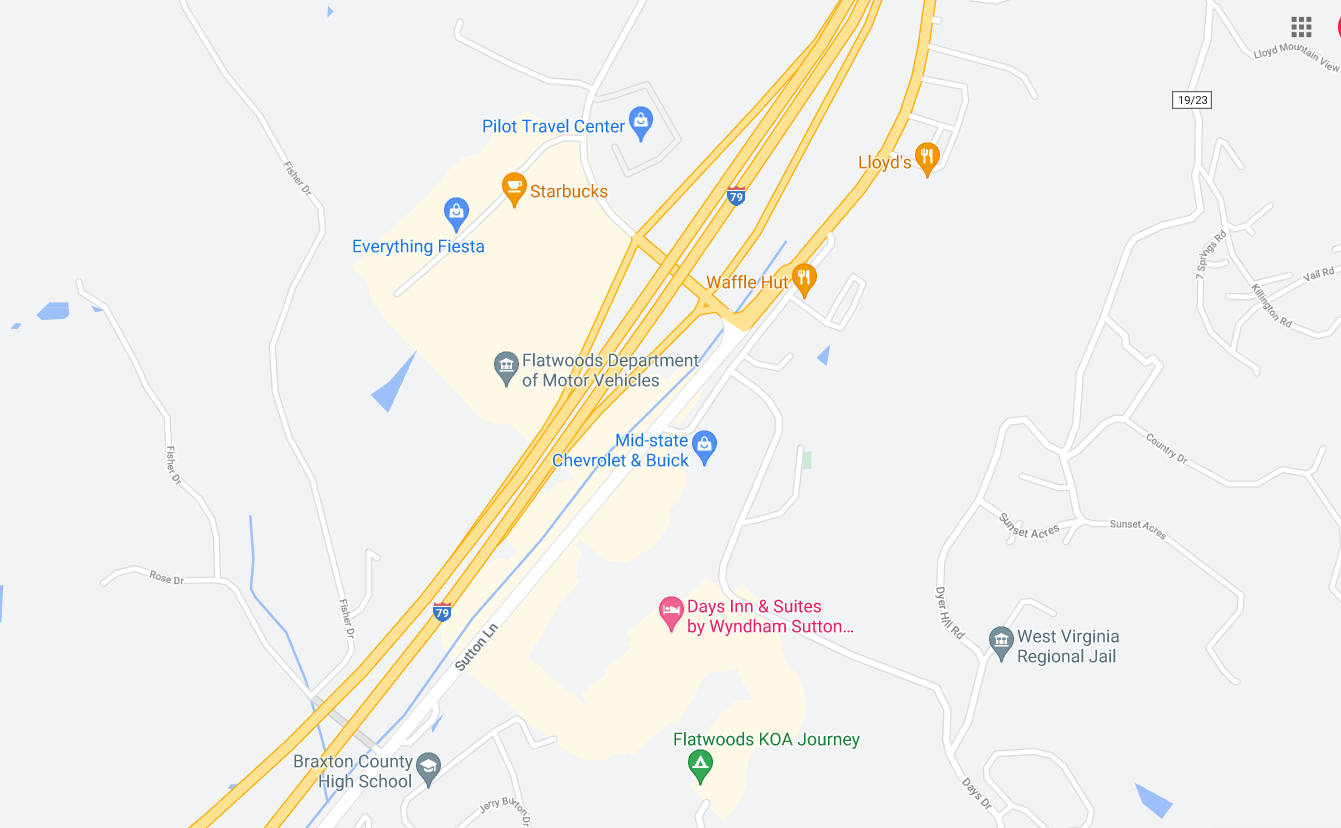 Lloyd Mountain View
19/23
Pilot Travel Center
Lloyd's
Fisher Dr
Starbucks
79
Everything Fiesta
7 Springs Rd
Vail Rd
Waffle Hut
Killington Rd
Flatwoods Department
of Motor Vehicles
Mid-state
Chevrolet & Buick
Country Dr
Fisher Dr
Sunset Acres
Sunset Acres
Rose Dr
Fisher Dr
79
Dyer Hill Rd
Days Inn & Suites
by Wyndham Sutton...
Sutton Ln
West Virginia
Regional Jail
Flatwoods KOA Journey
Braxton County
High School
Jerry Burton Dr
Days Dr